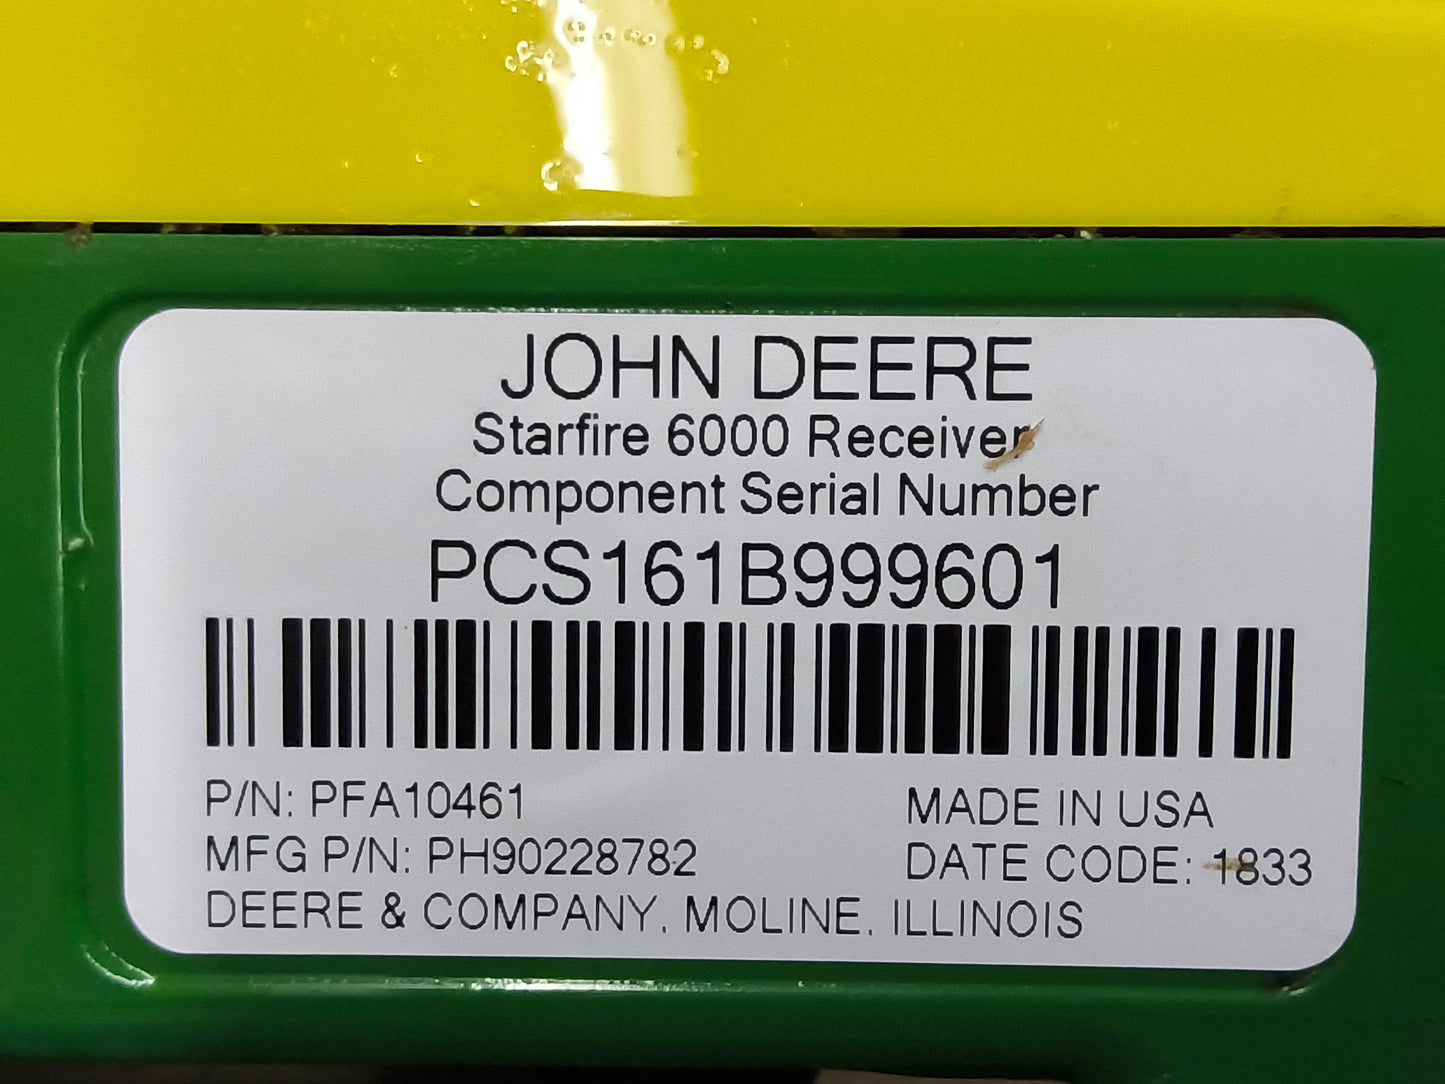 JOHN DEERE
Starfire 6000 Receiver
Component Serial Number
PCS161B999601
P/N: PFA10461
MADE IN USA
MFG P/N: PH90228782
DATE CODE: 1833
DEERE & COMPANY, MOLINE, ILLINOIS